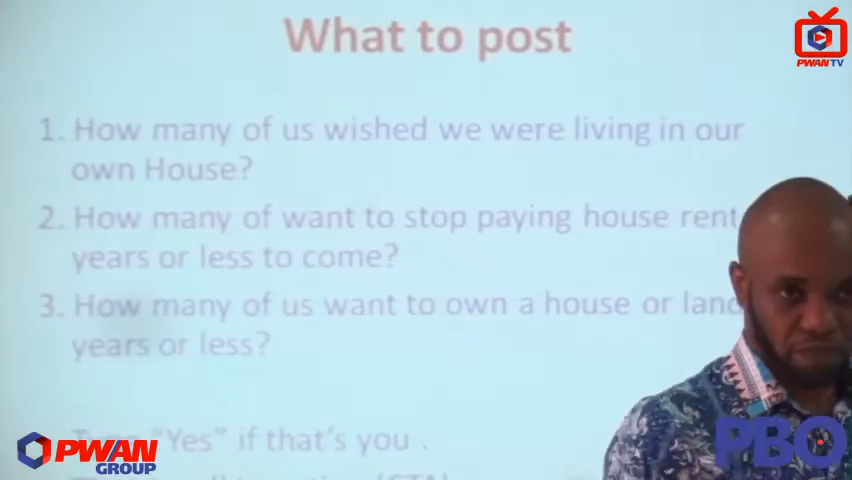 What to post
PWAN TV
1. How many of us wished we were living in our
own House?
2. How many of want to stop paying house rent
years or less to come?
3. How many of us want to own a house or land
years or less?
"Yes" if that's you .
PWAN
GROUP
PBO